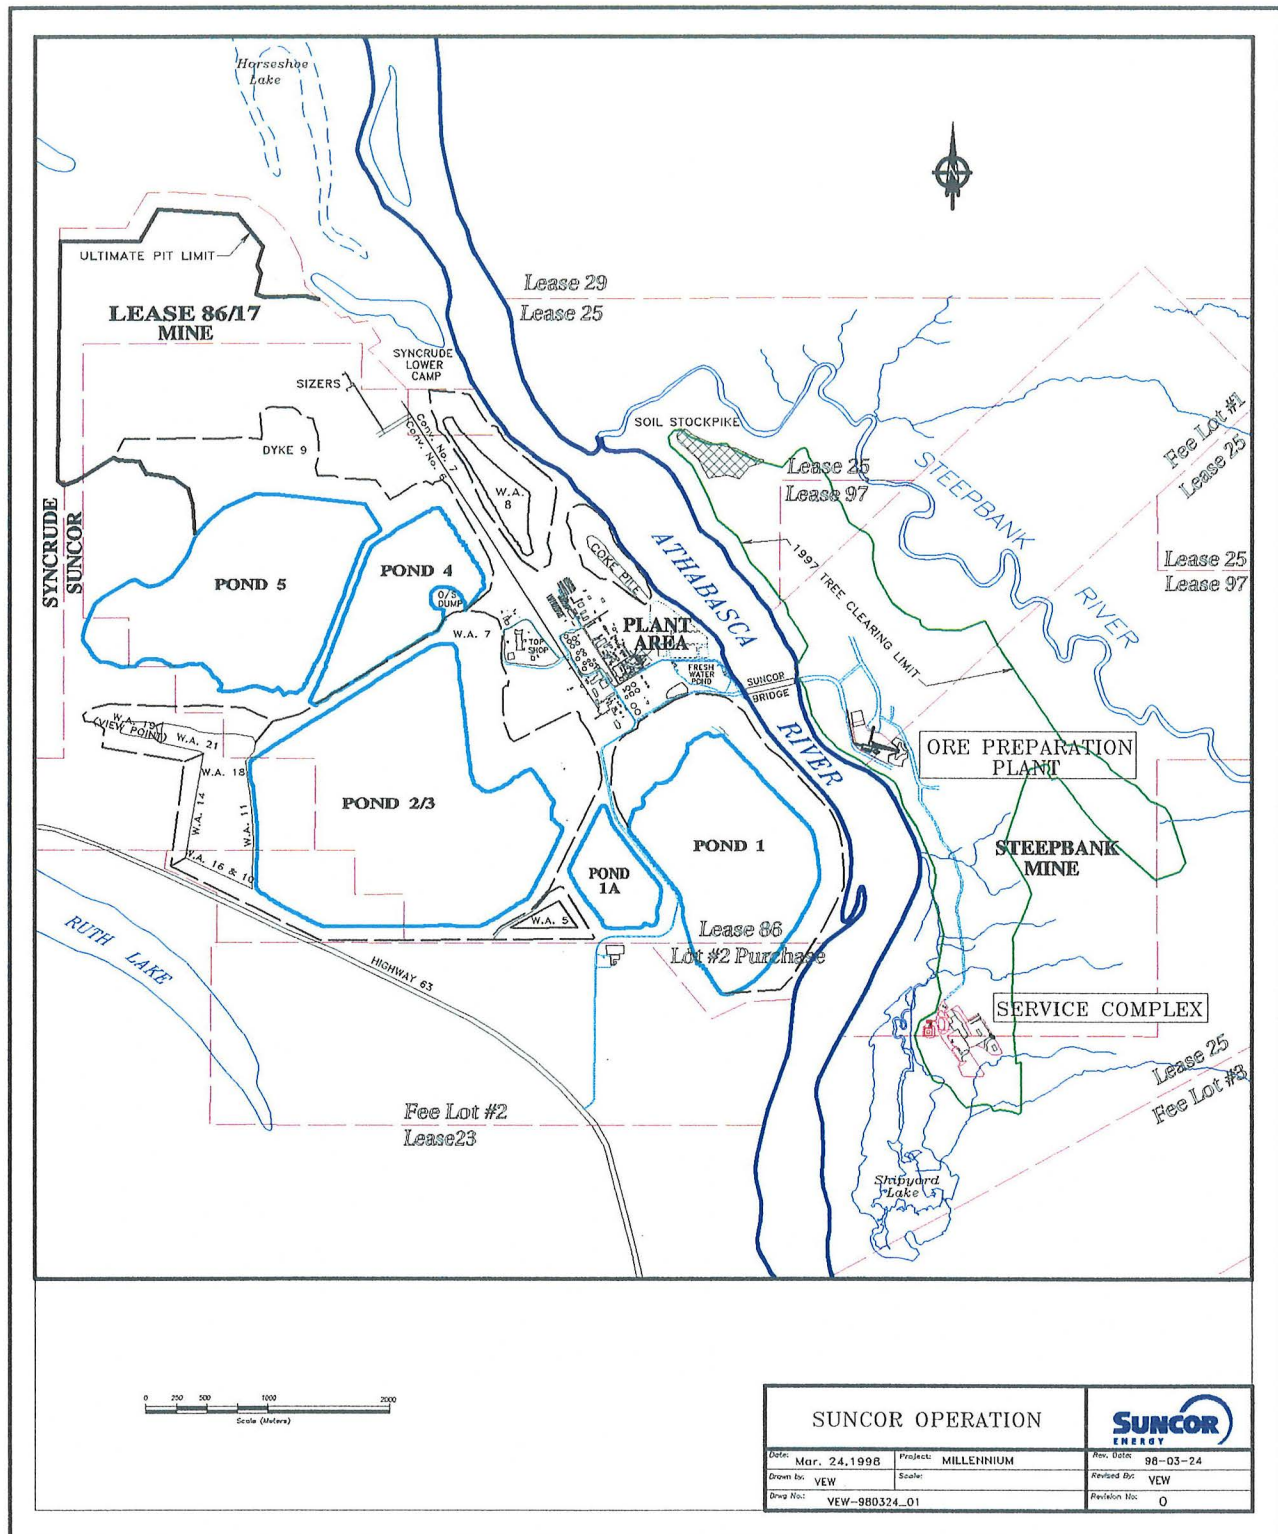 Horseshoe
Lake
ULTIMATE PIT LIMIT
LEASE 86/17
MINE
Lease 29
Lease 25
SYNCRUDE
LOWER
CAMP
SIZERS
Conv. No. 7
Conv. No. 6
SOIL STOCKPIKE
DYKE 9
W.A.
8
Lease 25
Lease 97
Fee Lot #1
Lease 25
STEEPBANK
RIVER
Lease 25
Lease 97
SYNCRUDE
SUNCOR
POND 5
POND 4
O/S
DUMP
COKE PILE
ATHABASCA
RIVER
1997 TREE CLEARING LIMIT
W.A. 7
TOP
SHOP
PLANT
AREA
FRESH
WATER
POND
SUNCOR
BRIDGE
W.A. 19
(VIEW POINT)
W.A. 21
W.A. 18
W.A. 14
W.A. 11
W.A. 16 & 10
POND 2/3
ORE PREPARATION
PLANT
POND 1
POND
1A
STEEPBANK
MINE
W.A. 5
Lease 86
Lot #2 Purchase
RUTH
LAKE
HIGHWAY 63
SERVICE COMPLEX
Lease 25
Fee Lot #3
Fee Lot #2
Lease23
Shipyard
Lake
0 250 500 1000 2000
Scale (Meters)
SUNCOR OPERATION
SUNCOR
ENERGY
Date: Mar. 24,1998 Project: MILLENNIUM Rev. Date: 98-03-24
Drawn by: VEW Scale: Revised By: VEW
Drwg No.: VEW-980324_01 Revision No: 0